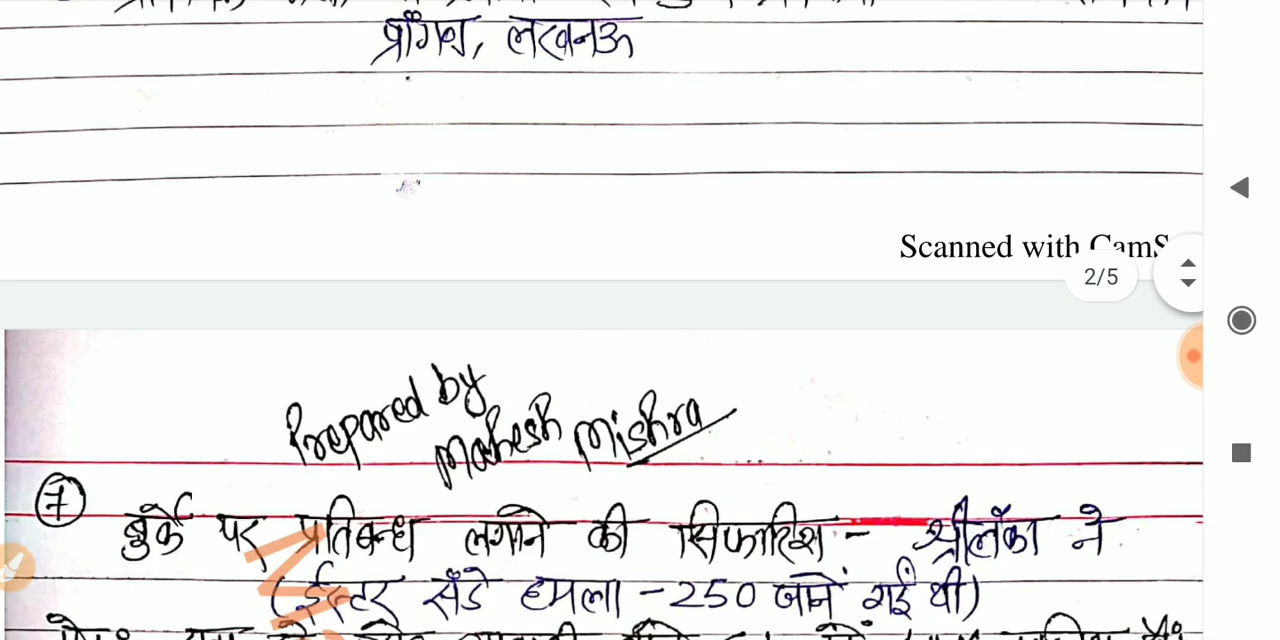 प्राँगण, लखनऊ
Scanned with CamS
2/5
Prepared by
Mahesh Mishra
7 बुर्के पर प्रतिबन्ध लगाने की सिफारिश - श्रीलँका ने
(ईस्टर सँडे हमला - 250 जानें गईं थी)